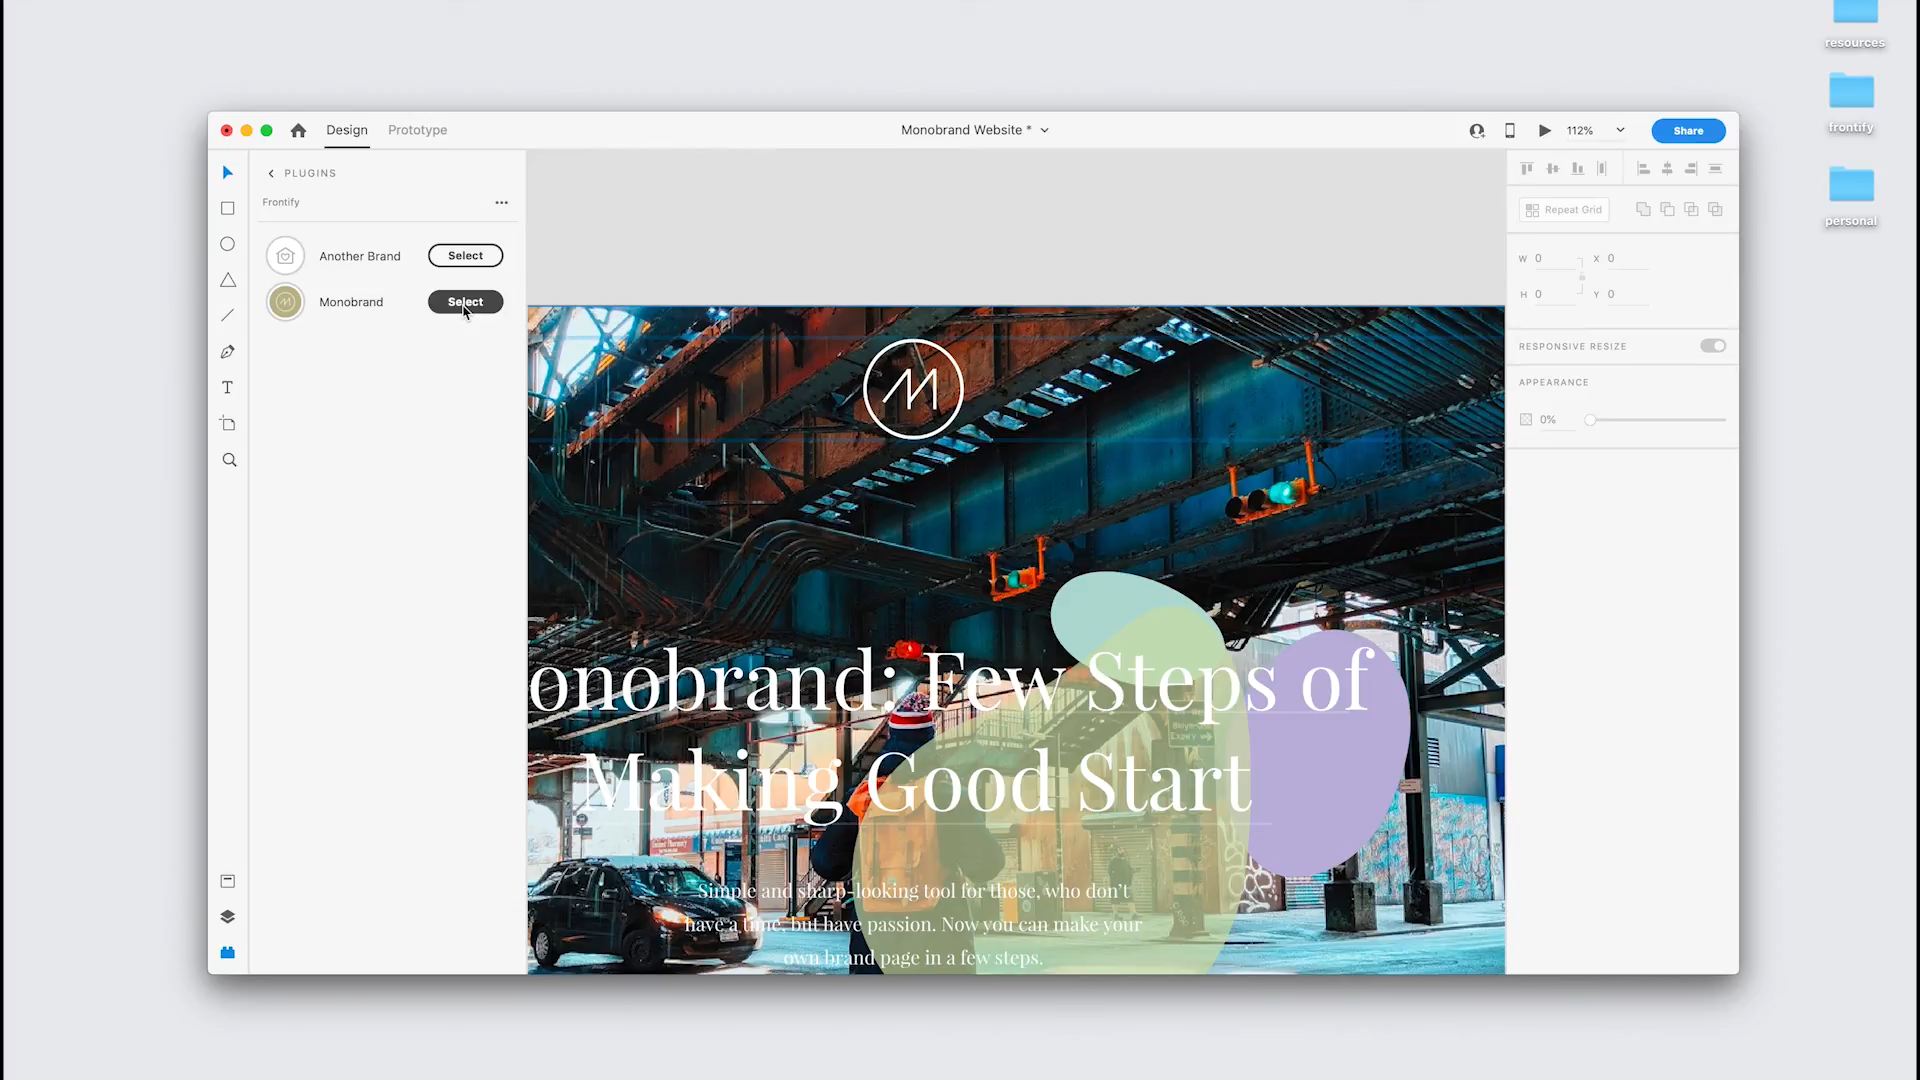 resources
frontify
personal
Design
Prototype
Monobrand Website *
112%
Share
PLUGINS
Frontify
Another Brand
Select
Monobrand
Select
Repeat Grid
W 0
X 0
H 0
Y 0
RESPONSIVE RESIZE
APPEARANCE
0%
M
onobrand: Few Steps of
Making Good Start
Simple and sharp-looking tool for those, who don't
have a time, but have passion. Now you can make your
own brand page in a few steps.